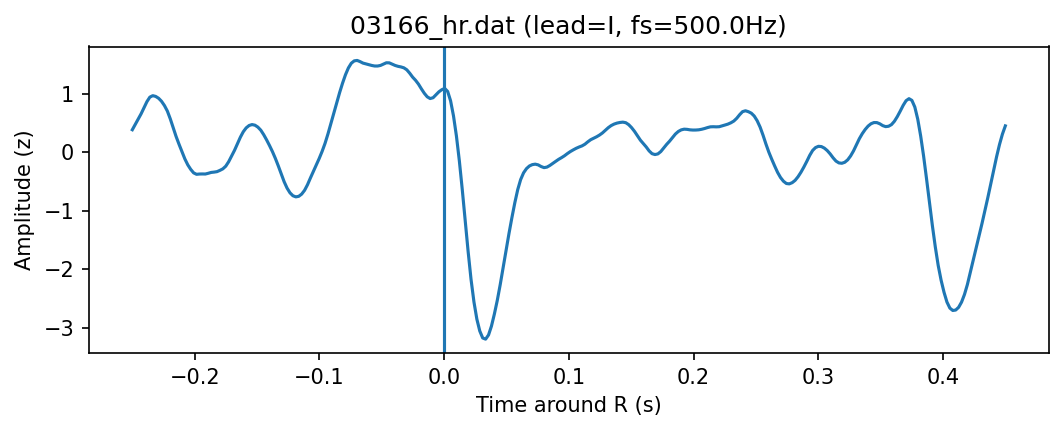 03166_hr.dat (lead=I, fs=500.0Hz)
Amplitude (z)
1
0
−1
−2
−3
−0.2 −0.1 0.0 0.1 0.2 0.3 0.4
Time around R (s)